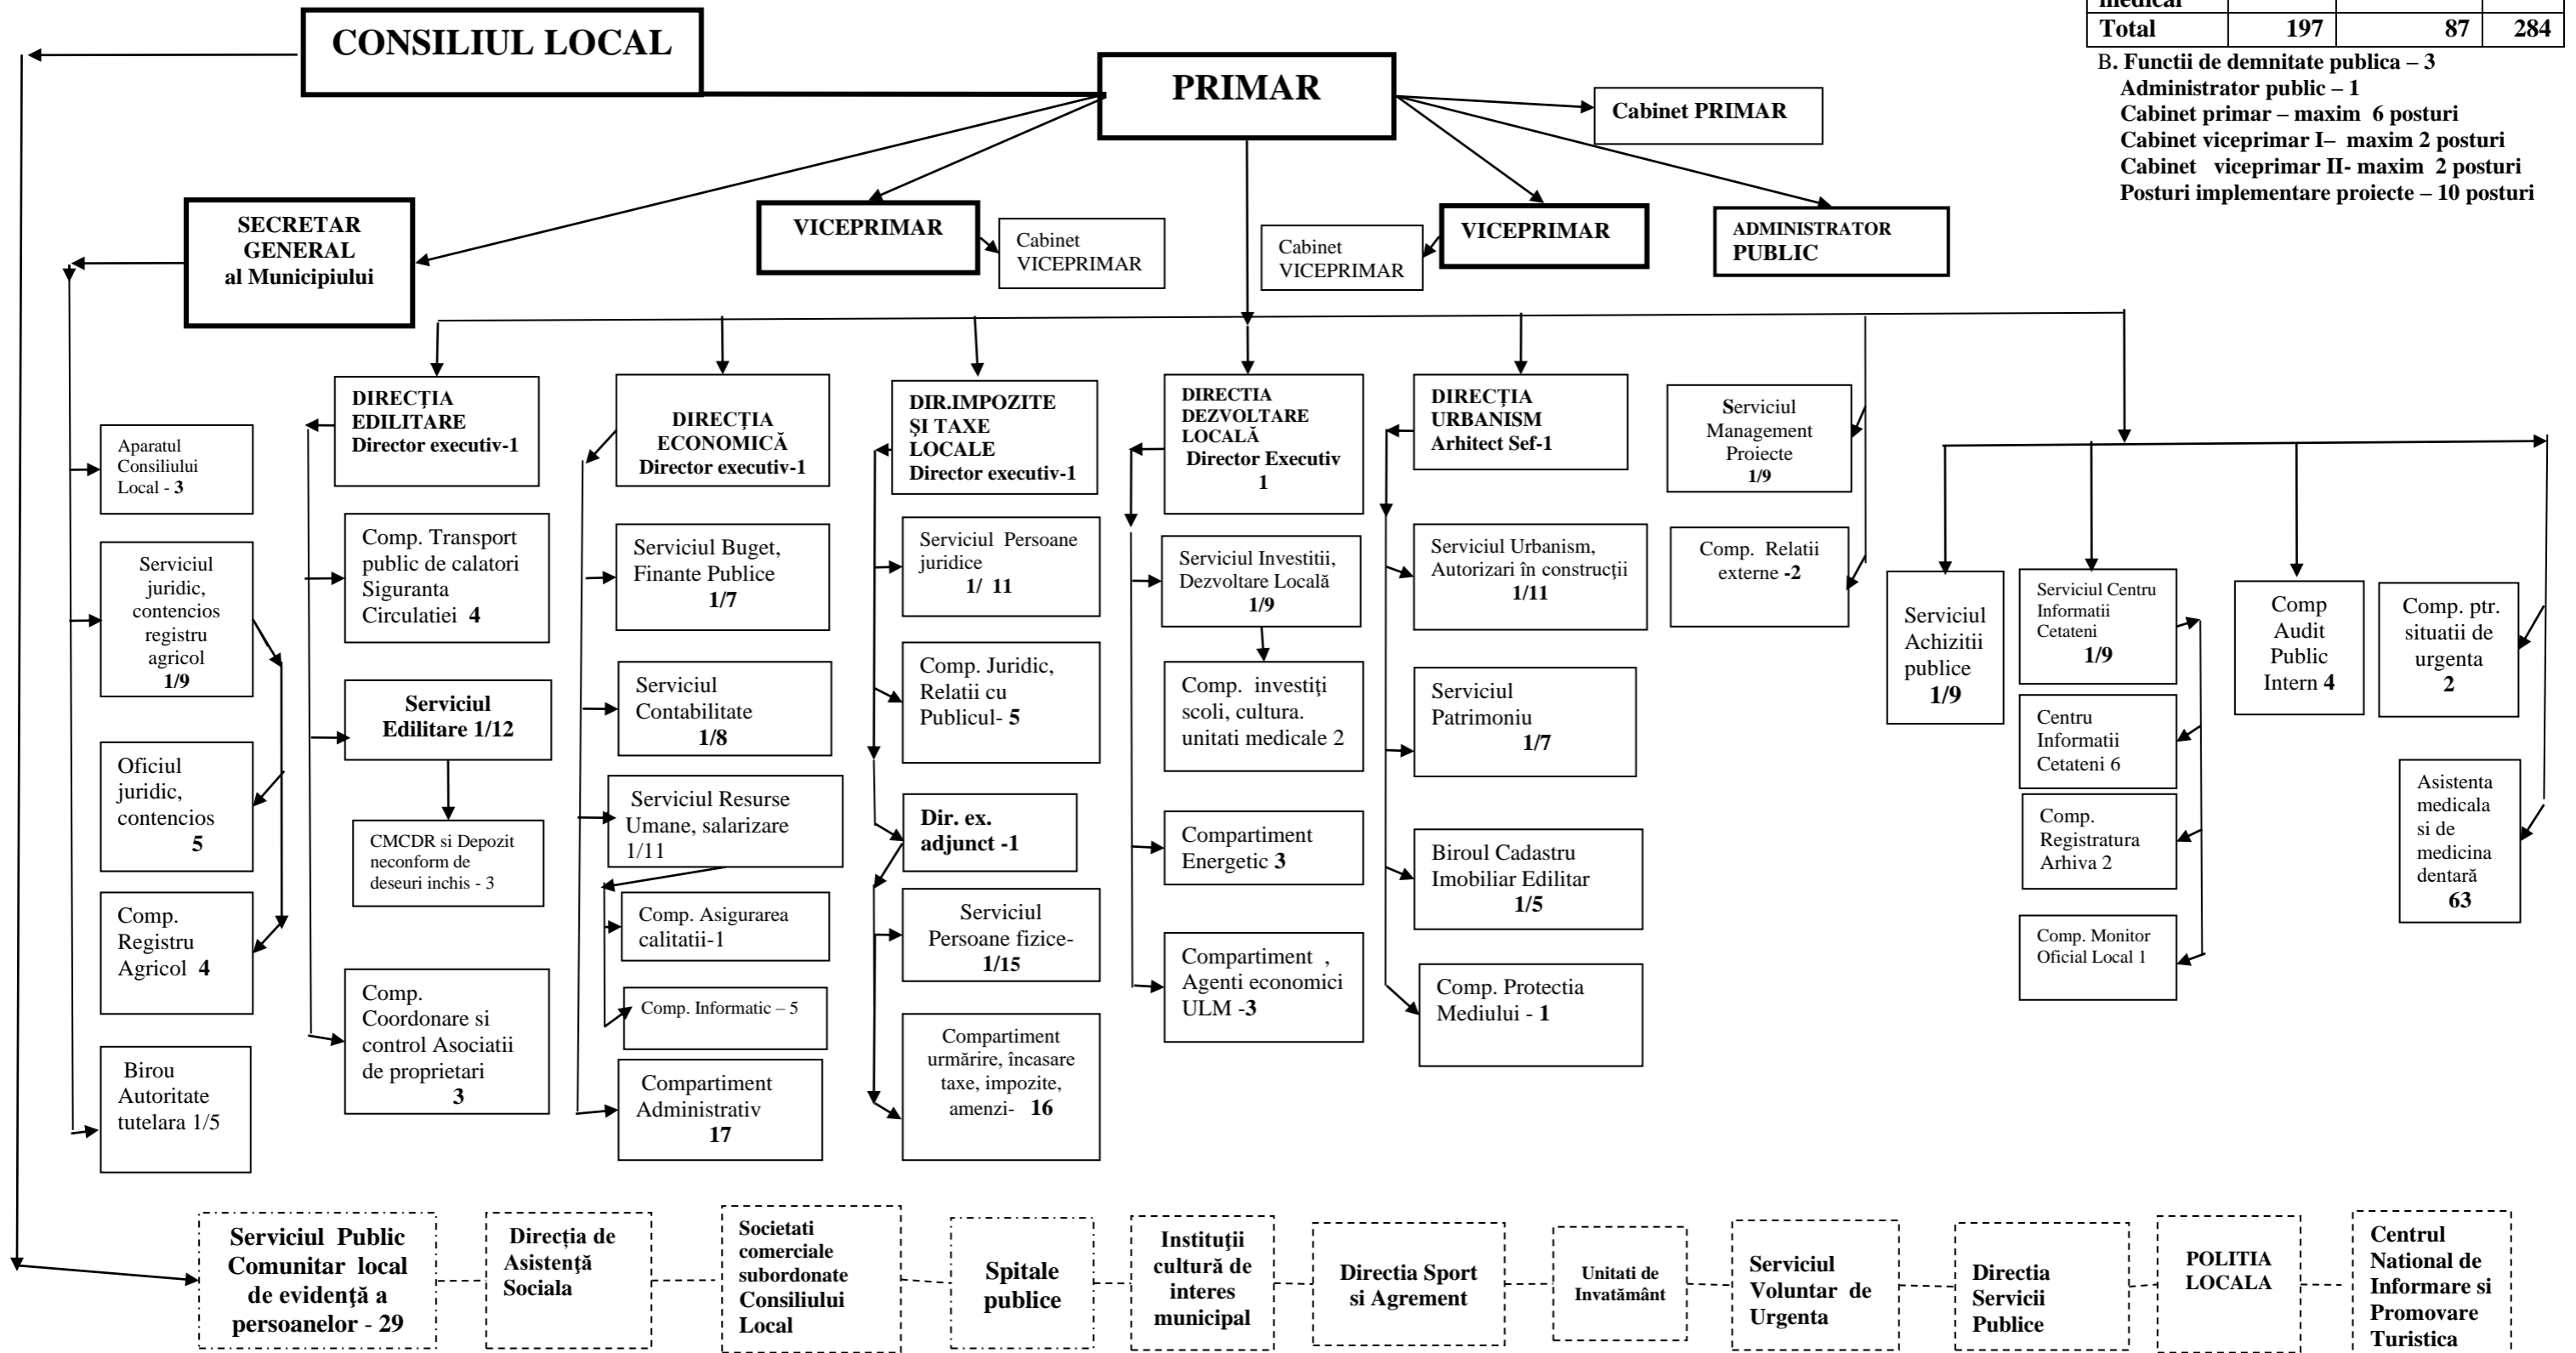 medical
Total 197 87 284
B. Functii de demnitate publica – 3
Administrator public – 1
Cabinet primar – maxim 6 posturi
Cabinet viceprimar I– maxim 2 posturi
Cabinet viceprimar II- maxim 2 posturi
Posturi implementare proiecte – 10 posturi
CONSILIUL LOCAL
PRIMAR
Cabinet PRIMAR
SECRETAR
GENERAL
al Municipiului
VICEPRIMAR
Cabinet
VICEPRIMAR
Cabinet
VICEPRIMAR
VICEPRIMAR
ADMINISTRATOR
PUBLIC
Aparatul
Consiliului
Local - 3
Serviciul
juridic,
contencios
registru
agricol
1/9
Oficiul
juridic,
contencios
5
Comp.
Registru
Agricol 4
Birou
Autoritate
tutelara 1/5
DIRECŢIA
EDILITARE
Director executiv-1
Comp. Transport
public de calatori
Siguranta
Circulatiei 4
Serviciul
Edilitare 1/12
CMCDR si Depozit
neconform de
deseuri inchis - 3
Comp.
Coordonare si
control Asociatii
de proprietari
3
DIRECŢIA
ECONOMICĂ
Director executiv-1
Serviciul Buget,
Finante Publice
1/7
Serviciul
Contabilitate
1/8
Serviciul Resurse
Umane, salarizare
1/11
Comp. Asigurarea
calitatii-1
Comp. Informatic – 5
Compartiment
Administrativ
17
DIR.IMPOZITE
ŞI TAXE
LOCALE
Director executiv-1
Serviciul Persoane
juridice
1/ 11
Comp. Juridic,
Relatii cu
Publicul- 5
Dir. ex.
adjunct -1
Serviciul
Persoane fizice-
1/15
Compartiment
urmărire, încasare
taxe, impozite,
amenzi- 16
DIRECTIA
DEZVOLTARE
LOCALĂ
Director Executiv
1
Serviciul Investitii,
Dezvoltare Locală
1/9
Comp. investiţi
scoli, cultura.
unitati medicale 2
Compartiment
Energetic 3
Compartiment ,
Agenti economici
ULM -3
DIRECŢIA
URBANISM
Arhitect Sef-1
Serviciul Urbanism,
Autorizari în construcţii
1/11
Serviciul
Patrimoniu
1/7
Biroul Cadastru
Imobiliar Edilitar
1/5
Comp. Protectia
Mediului - 1
Serviciul
Management
Proiecte
1/9
Comp. Relatii
externe -2
Serviciul
Achizitii
publice
1/9
Serviciul Centru
Informatii
Cetateni
1/9
Centru
Informatii
Cetateni 6
Comp.
Registratura
Arhiva 2
Comp. Monitor
Oficial Local 1
Comp
Audit
Public
Intern 4
Comp. ptr.
situatii de
urgenta
2
Asistenta
medicala
si de
medicina
dentară
63
Serviciul Public
Comunitar local
de evidenţă a
persoanelor - 29
Direcția de
Asistenţă
Sociala
Societati
comerciale
subordonate
Consiliului
Local
Spitale
publice
Instituţii
cultură de
interes
municipal
Directia Sport
si Agrement
Unitati de
Invatământ
Serviciul
Voluntar de
Urgenta
Directia
Servicii
Publice
POLITIA
LOCALA
Centrul
National de
Informare si
Promovare
Turistica